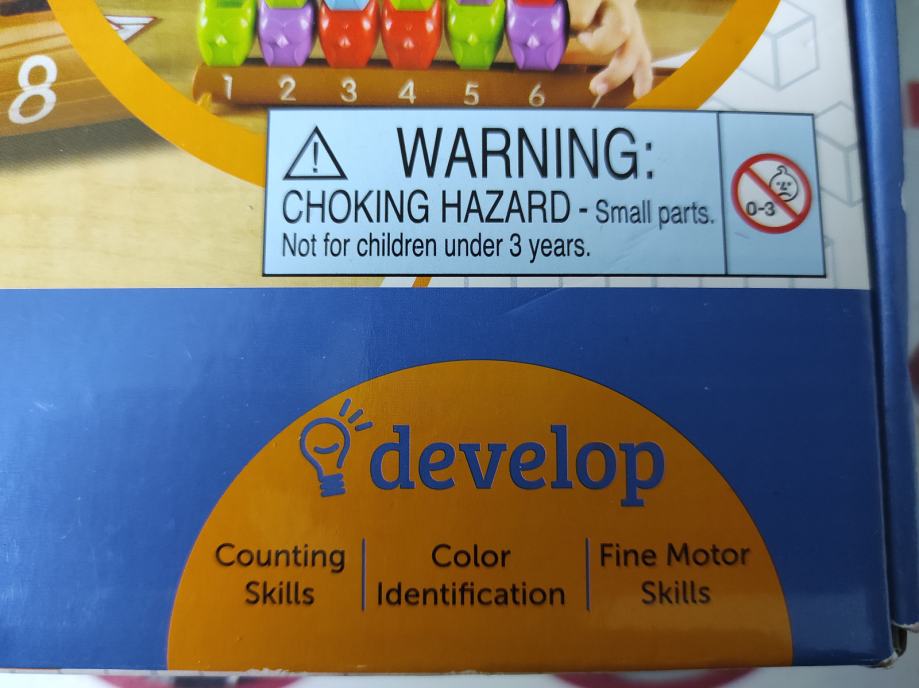 8
1 2 3 4 5 6
WARNING:
CHOKING HAZARD - Small parts.
Not for children under 3 years.
0-3
develop
Counting Skills
Color Identification
Fine Motor Skills